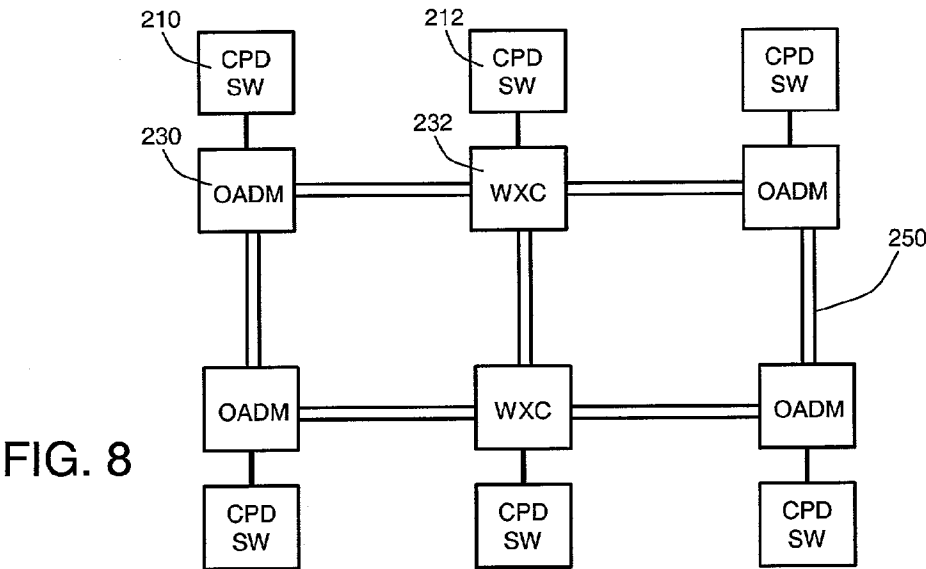 210
CPD
SW
212
CPD
SW
CPD
SW
230
OADM
232
WXC
OADM
250
OADM
WXC
OADM
FIG. 8
CPD
SW
CPD
SW
CPD
SW